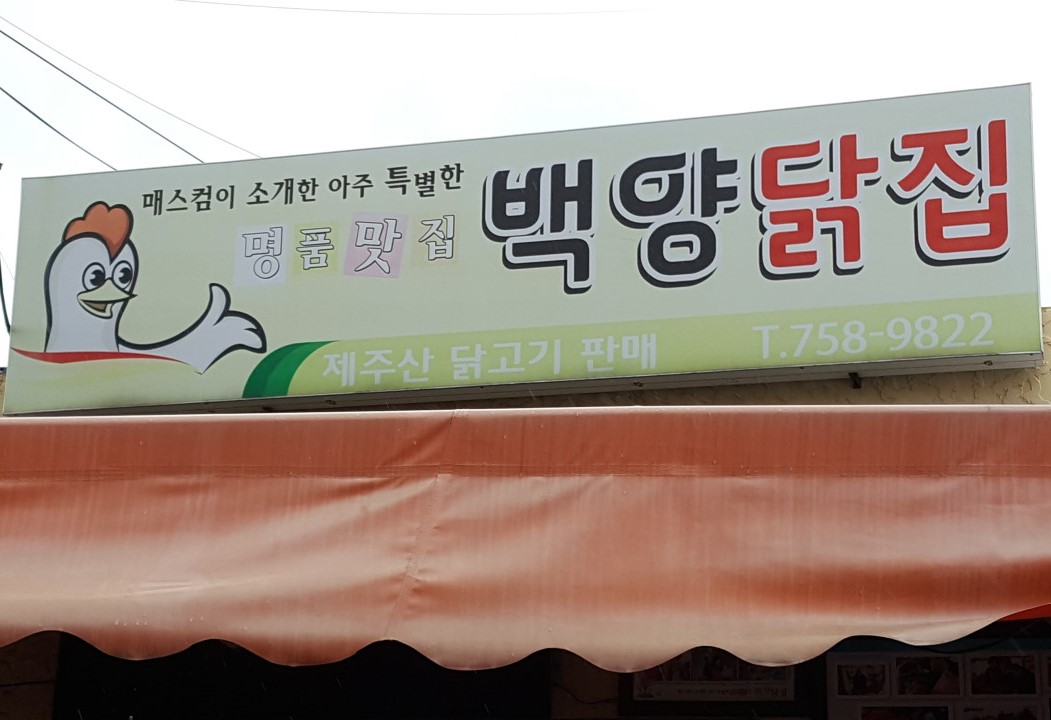 매스컴이 소개한 아주 특별한
명품맛집
백양닭집
제주산 닭고기 판매
T.758-9822